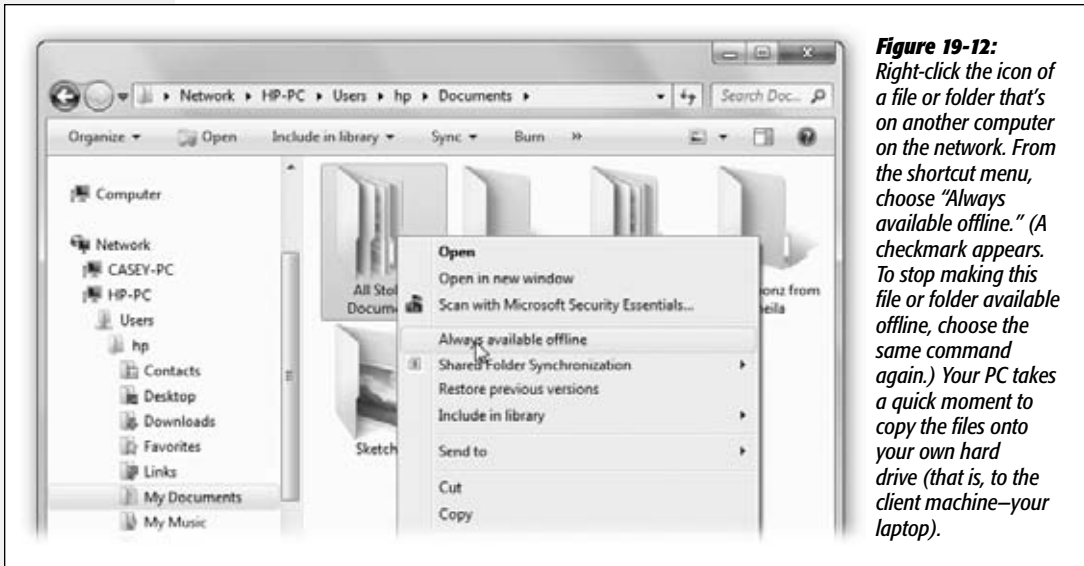 Network ▸ HP-PC ▸ Users ▸ hp ▸ Documents ▸
Search Doc...
Organize
Open
Include in library
Sync
Burn
»
Computer
Network
CASEY-PC
HP-PC
Users
hp
Contacts
Desktop
Downloads
Favorites
Links
My Documents
My Music
All
Sketch
from
Open
Open in new window
Scan with Microsoft Security Essentials...
Always available offline
Shared Folder Synchronization
Restore previous versions
Include in library
Send to
Cut
Copy
Figure 19-12:
Right-click the icon of
a file or folder that's
on another computer
on the network. From
the shortcut menu,
choose “Always
available offline.” (A
checkmark appears.
To stop making this
file or folder available
offline, choose the
same command
again.) Your PC takes
a quick moment to
copy the files onto
your own hard
drive (that is, to the
client machine—your
laptop).